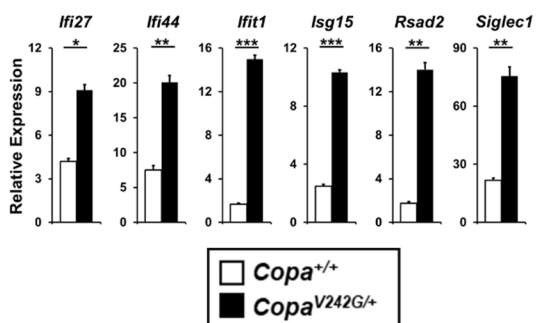 Ifi27 Ifi44 Ifit1 Isg15 Rsad2 Siglec1
* ** *** *** ** **
Relative Expression
12 9 6 3 0
25 20 15 10 5 0
16 12 8 4 0
12 8 4 0
16 12 8 4 0
90 60 30 0
Copa+/+
CopaV242G/+